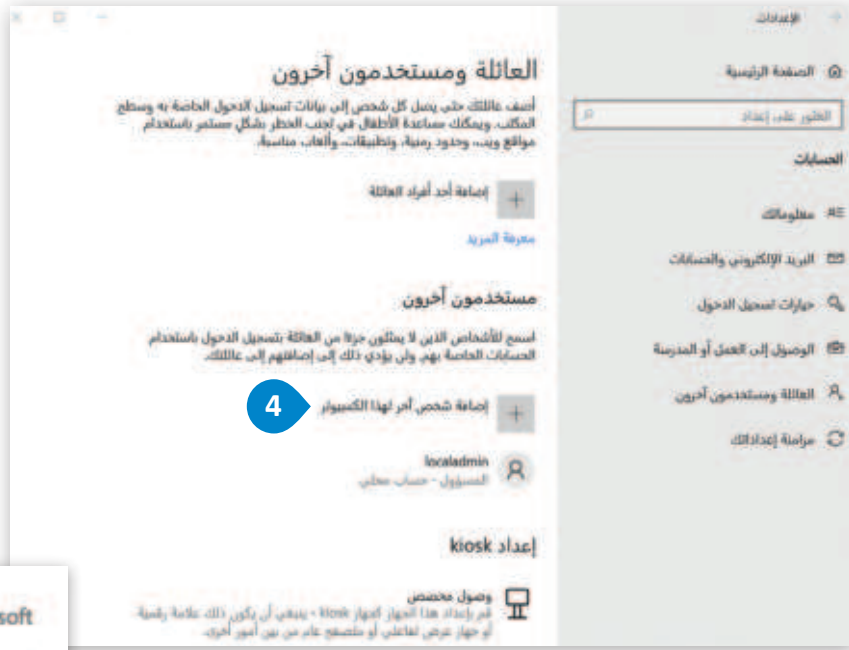 الإعدادات
الصفحة الرئيسية
العثور على إعداد
الحسابات
معلوماتك
البريد الإلكتروني والحسابات
خيارات تسجيل الدخول
الوصول إلى العمل أو المدرسة
العائلة ومستخدمون آخرون
مزامنة إعداداتك
العائلة ومستخدمون آخرون
أضف عائلتك حتى يصل كل شخص إلى بيانات تسجيل الدخول الخاصة به وسطح
المكتب. ويمكنك مساعدة الأطفال في تجنب الخطر بشكل مستمر باستخدام
مواقع ويب، وحدود زمنية، وتطبيقات، وألعاب مناسبة.
إضافة أحد أفراد العائلة
معرفة المزيد
مستخدمون آخرون
اسمح للأشخاص الذين لا يمثلون جزءًا من العائلة بتسجيل الدخول باستخدام
الحسابات الخاصة بهم. ولن يؤدي ذلك إلى إضافتهم إلى عائلتك.
إضافة شخص آخر لهذا الكمبيوتر
4
localadmin
المسؤول - حساب محلي
إعداد kiosk
وصول مخصص
قم بإعداد هذا الجهاز كجهاز kiosk - ينبغي أن يكون ذلك علامة رقمية
أو جهاز عرض تفاعلي أو متصفح عام من بين أمور أخرى.
soft